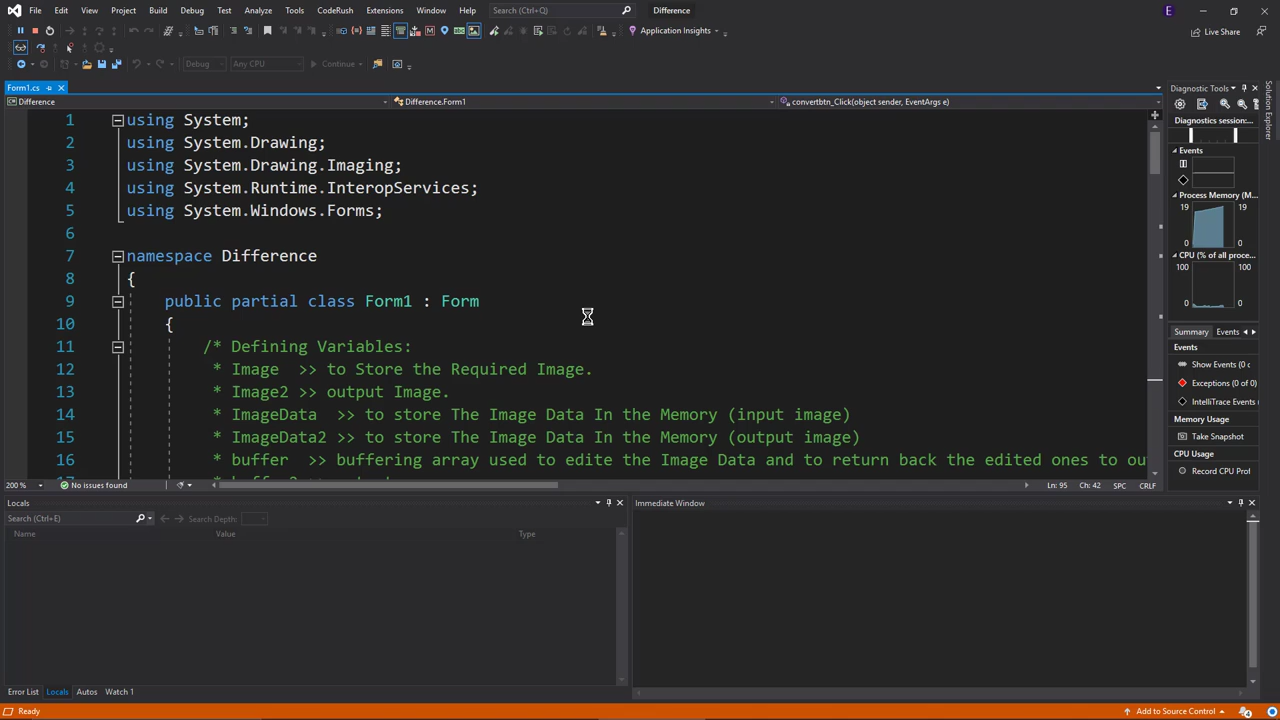 File Edit View Project Build Debug Test Analyze Tools CodeRush Extensions Window Help Search (Ctrl+Q) Difference E
Application Insights Live Share
Debug Any CPU Continue
Form1.cs Diagnostic Tools
Difference Difference.Form1 convertbtn_Click(object sender, EventArgs e)
1 using System;
2 using System.Drawing;
3 using System.Drawing.Imaging;
4 using System.Runtime.InteropServices;
5 using System.Windows.Forms;
6
7 namespace Difference
8 {
9 public partial class Form1 : Form
10 {
11 /* Defining Variables:
12 * Image >> to Store the Required Image.
13 * Image2 >> output Image.
14 * ImageData >> to store The Image Data In the Memory (input image)
15 * ImageData2 >> to store The Image Data In the Memory (output image)
16 * buffer >> buffering array used to edite the Image Data and to return back the edited ones to ou
200 % No issues found Ln: 95 Ch: 42 SPC CRLF
Diagnostics session:
Events
Process Memory (M...
19 19
0 0
CPU (% of all proce...
100 100
0 0
Summary Events
Events
Show Events (0 c
Exceptions (0 of 0)
IntelliTrace Events (
Memory Usage
Take Snapshot
CPU Usage
Record CPU Prof
Solution Explorer
Locals
Search (Ctrl+E) Search Depth:
Name Value Type
Immediate Window
Error List Locals Autos Watch 1
Ready Add to Source Control 4